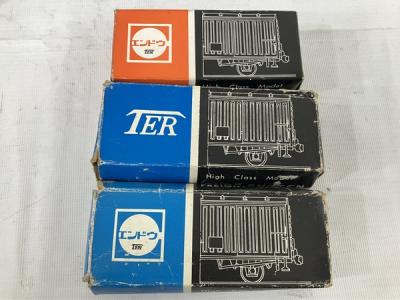 エンドウ
TER
High Class Model
TER
High Class Model
エンドウ
TER